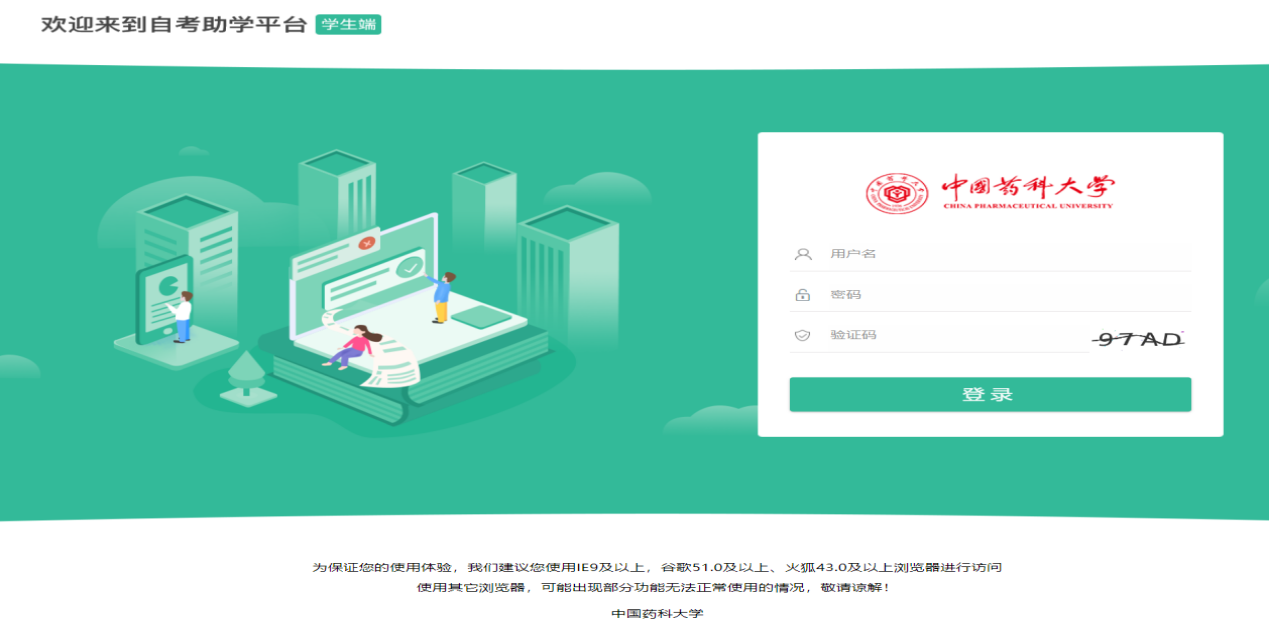 欢迎来到自考助学平台 学生端
中国药科大学
CHINA PHARMACEUTICAL UNIVERSITY
用户名
密码
验证码 97AD
登录
为保证您的使用体验，我们建议您使用IE9及以上，谷歌51.0及以上、火狐43.0及以上浏览器进行访问
使用其它浏览器，可能出现部分功能无法正常使用的情况，敬请谅解！
中国药科大学